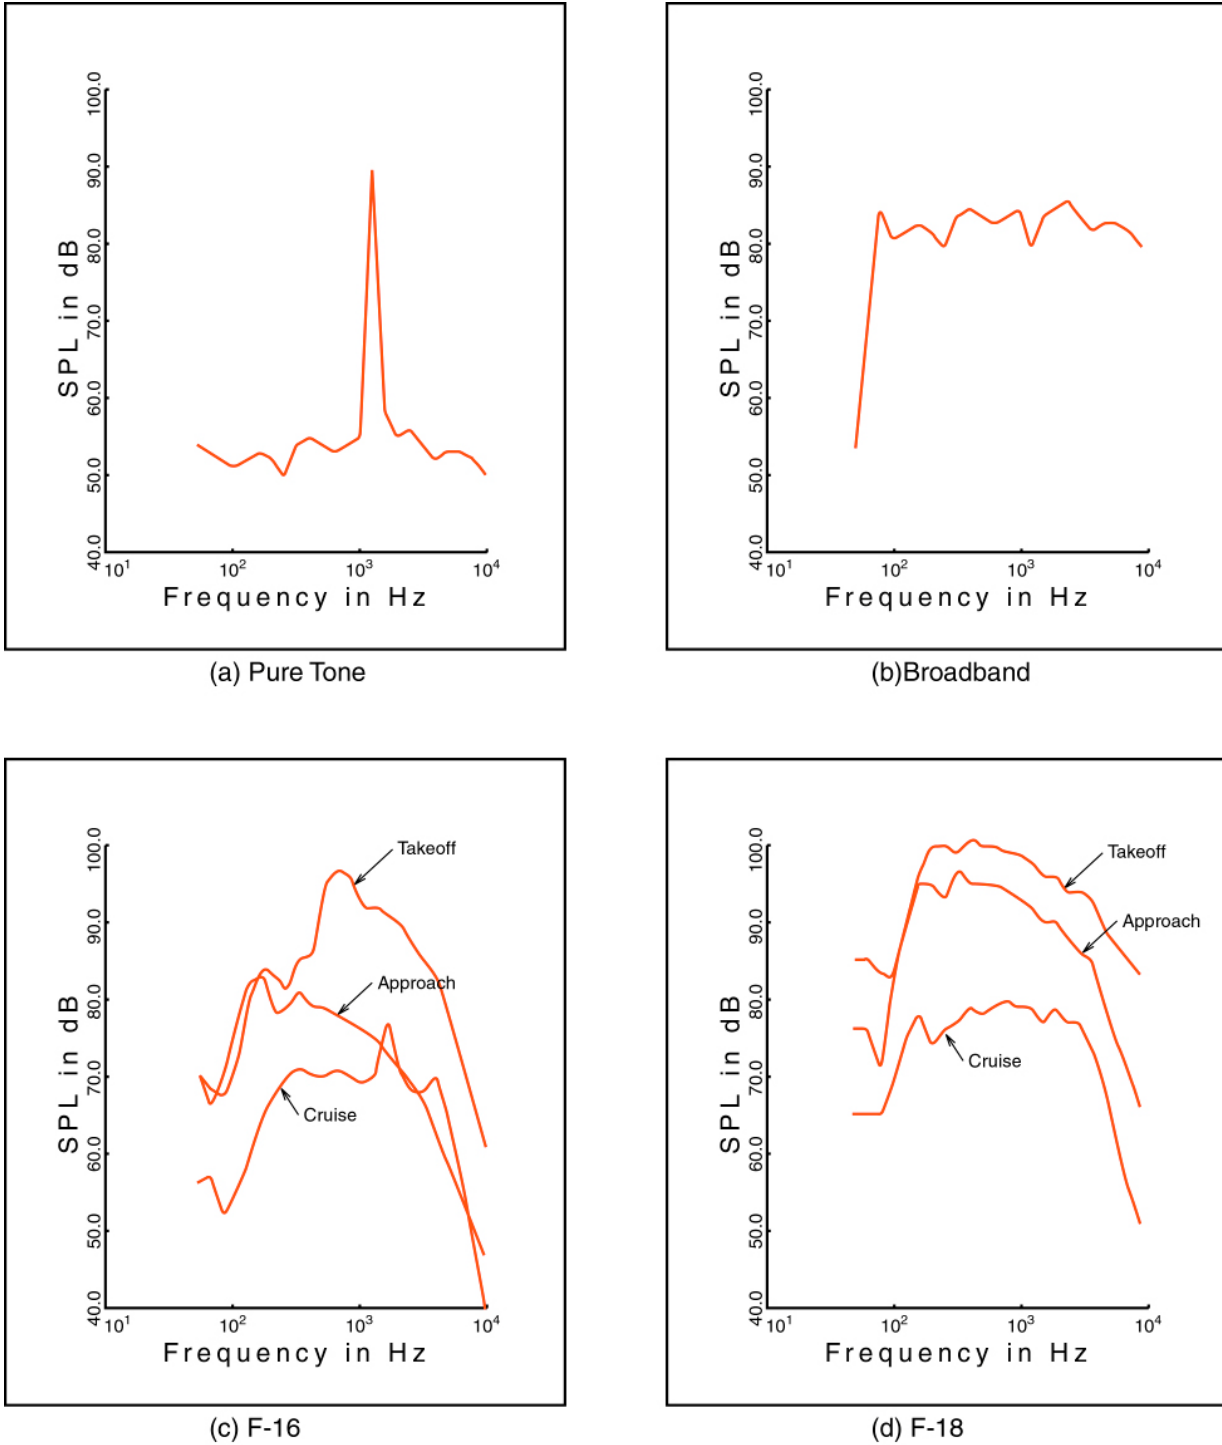 100.0
90.0
80.0
70.0
60.0
50.0
40.0
SPL in dB
10¹ 10² 10³ 10⁴
Frequency in Hz
(a) Pure Tone
100.0
90.0
80.0
70.0
60.0
50.0
40.0
SPL in dB
10¹ 10² 10³ 10⁴
Frequency in Hz
(b)Broadband
100.0
90.0
80.0
70.0
60.0
50.0
40.0
SPL in dB
Takeoff
Approach
Cruise
10¹ 10² 10³ 10⁴
Frequency in Hz
(c) F-16
100.0
90.0
80.0
70.0
60.0
50.0
40.0
SPL in dB
Takeoff
Approach
Cruise
10¹ 10² 10³ 10⁴
Frequency in Hz
(d) F-18